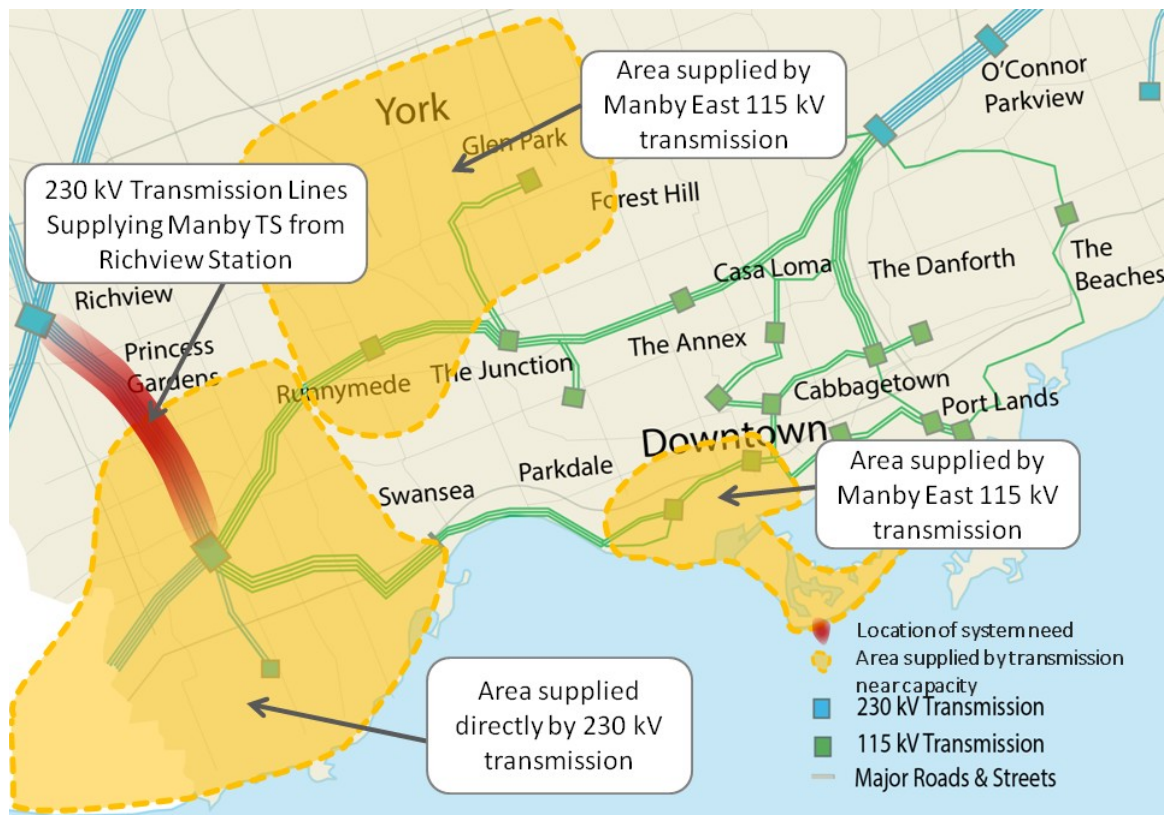 York
Area supplied by
Manby East 115 kV
transmission
O'Connor
Parkview
Glen Park
230 kV Transmission Lines
Supplying Manby TS from
Richview Station
Forest Hill
Richview
Casa Loma
The Danforth
The
Beaches
Princess
Gardens
The Annex
The Junction
Runnymede
Cabbagetown
Port Lands
Downtown
Parkdale
Swansea
Area supplied by
Manby East 115 kV
transmission
Area supplied
directly by 230 kV
transmission
Location of system need
Area supplied by transmission
near capacity
230 kV Transmission
115 kV Transmission
Major Roads & Streets